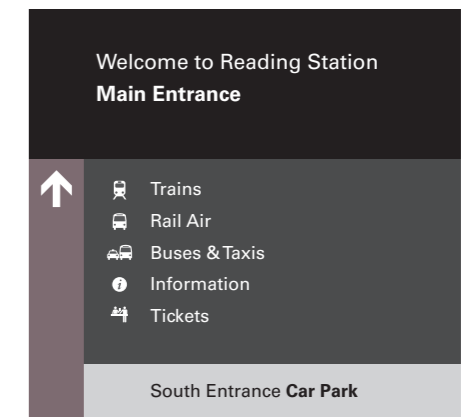 Welcome to Reading Station
Main Entrance
Trains
Rail Air
Buses & Taxis
Information
Tickets
South Entrance Car Park